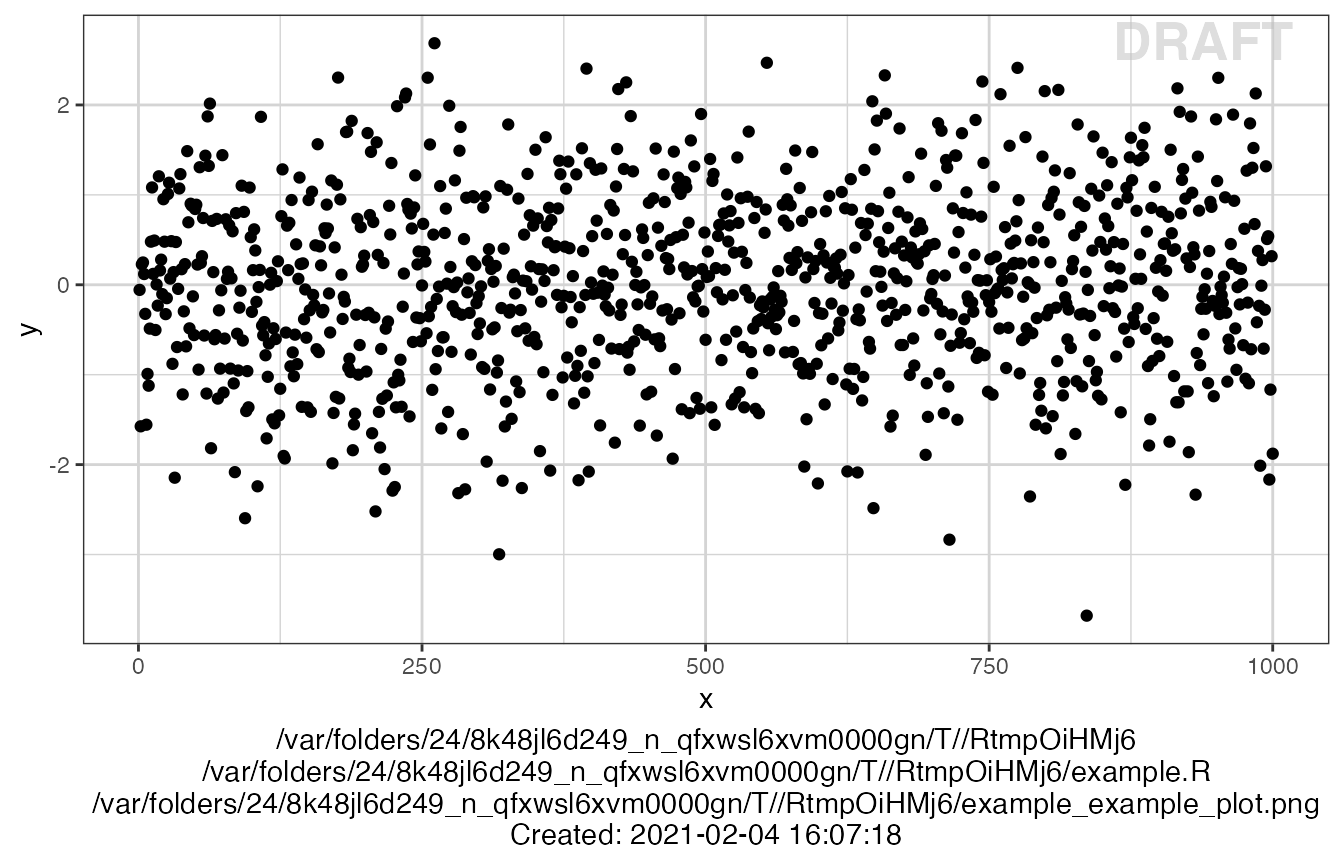 DRAFT
2
0
-2
y
0
250
500
750
1000
x
/var/folders/24/8k48jl6d249_n_qfxwsl6xvm0000gn/T//RtmpOiHMj6
/var/folders/24/8k48jl6d249_n_qfxwsl6xvm0000gn/T//RtmpOiHMj6/example.R
/var/folders/24/8k48jl6d249_n_qfxwsl6xvm0000gn/T//RtmpOiHMj6/example_example_plot.png
Created: 2021-02-04 16:07:18